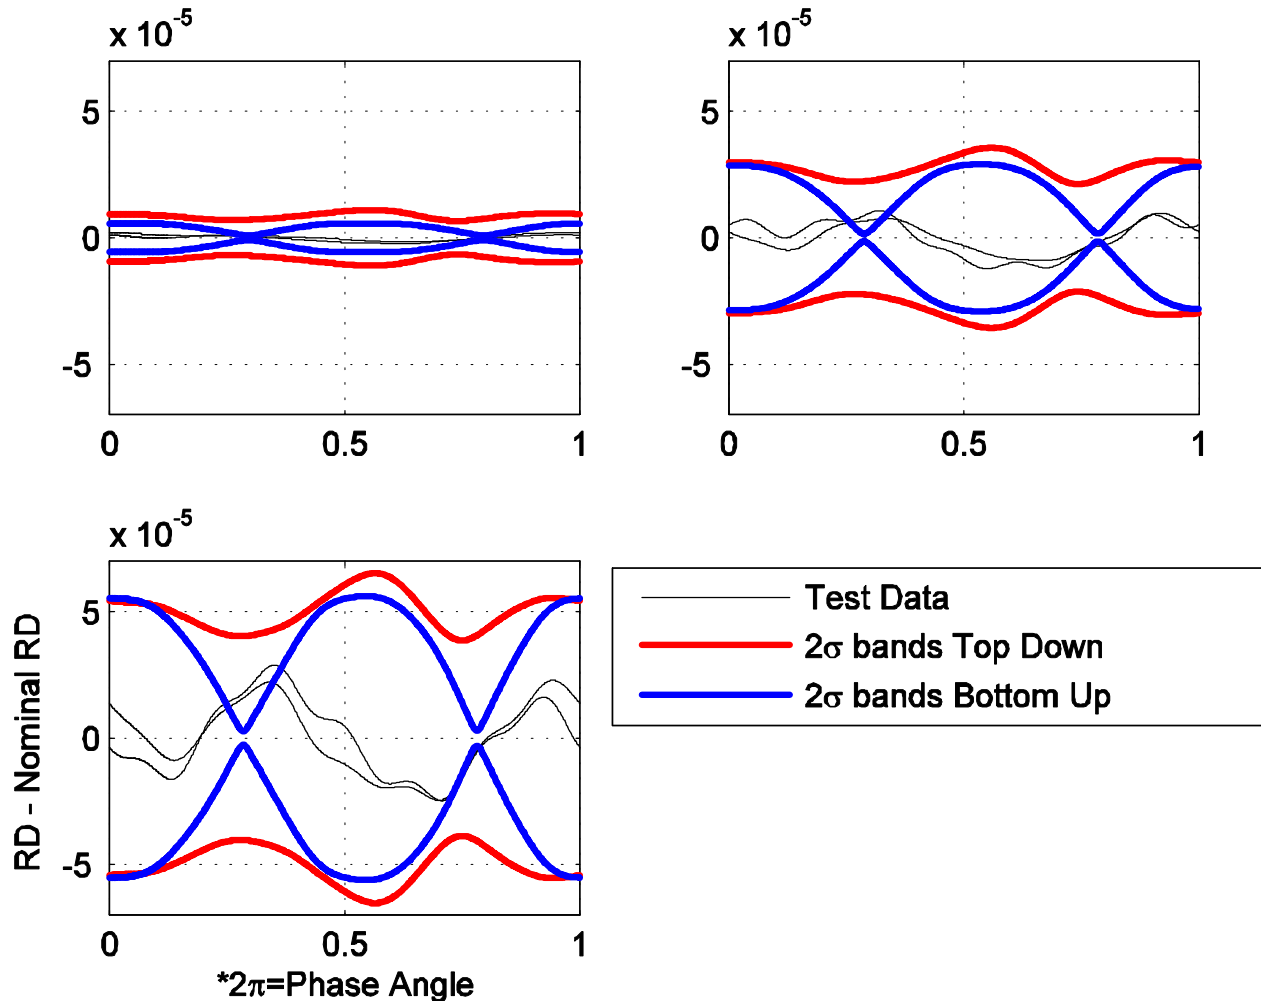 x 10^-5
5
0
-5
0 0.5 1
x 10^-5
5
0
-5
0 0.5 1
x 10^-5
5
0
-5
0 0.5 1
RD - Nominal RD
*2π=Phase Angle
Test Data
2σ bands Top Down
2σ bands Bottom Up